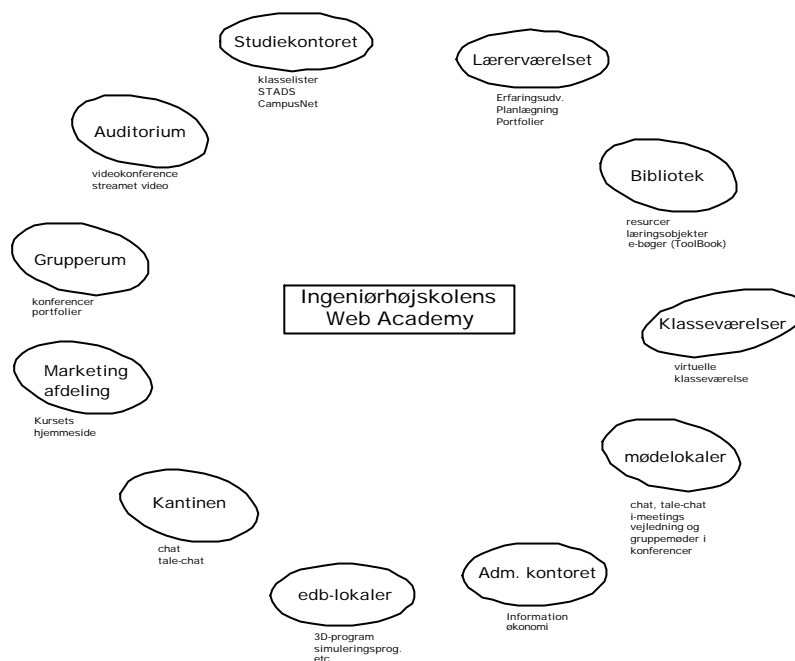 Studiekontoret
klasselister
STADS
CampusNet
Lærerværelset
Erfaringsudv.
Planlægning
Portfolier
Auditorium
videokonference
streamet video
Bibliotek
resurcer
læringsobjekter
e-bøger (ToolBook)
Grupperum
konferencer
portfolier
Ingeniørhøjskolens
Web Academy
Klasseværelser
virtuelle
klasseværelse
Marketing
afdeling
Kursets
hjemmeside
mødelokaler
chat, tale-chat
i-meetings
vejledning og
gruppemøder i
konferencer
Kantinen
chat
tale-chat
Adm. kontoret
Information
økonomi
edb-lokaler
3D-program
simuleringsprog.
etc